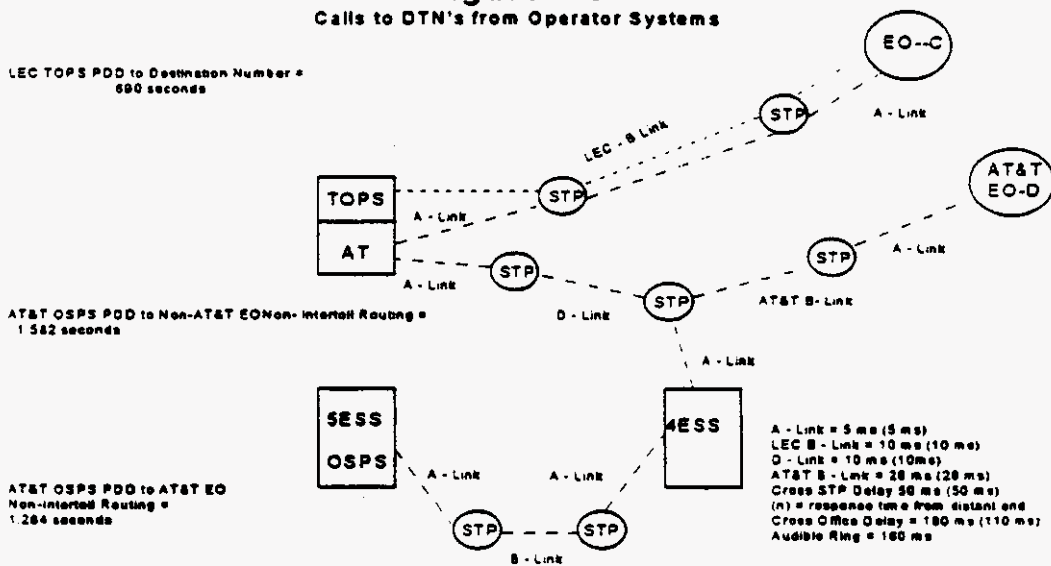 Calls to DTN's from Operator Systems
EO--C
LEC TOPS PDD to Destination Number =
690 seconds
STP
A - Link
LEC - B Link
AT&T
EO-D
TOPS
STP
A - Link
AT
STP
STP
A - Link
A - Link
STP
D - Link
AT&T B- Link
AT&T OSPS PDD to Non-AT&T EONon- Intertoll Routing =
1 582 seconds
A - Link
5ESS
OSPS
4ESS
A - Link = 5 ms (5 ms)
LEC B - Link = 10 ms (10 ms)
D - Link = 10 ms (10ms)
AT&T B - Link = 28 ms (28 ms)
Cross STP Delay 50 ms (50 ms)
(n) = response time from distant end
Cross Office Delay = 180 ms (110 ms)
Audible Ring = 160 ms
A - Link
A - Link
AT&T OSPS PDD to AT&T EO
Non-Intertoll Routing =
1.284 seconds
STP
STP
B - Link